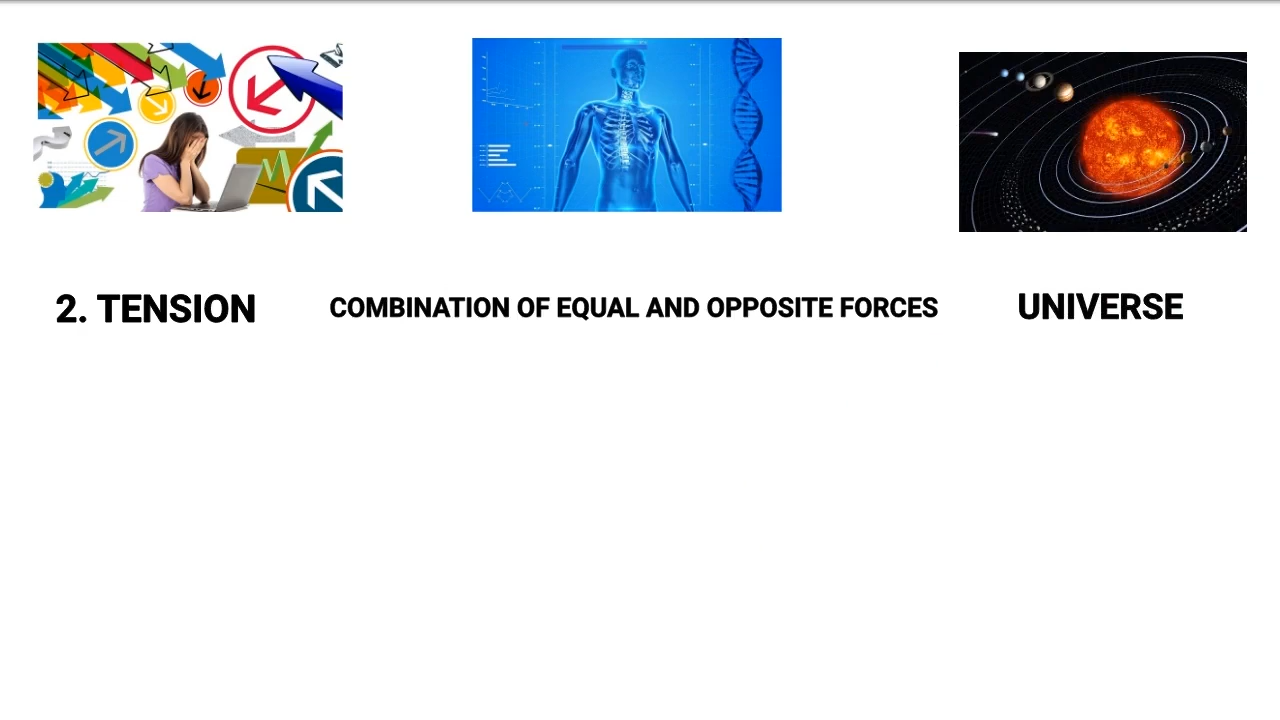 2. TENSION
COMBINATION OF EQUAL AND OPPOSITE FORCES
UNIVERSE